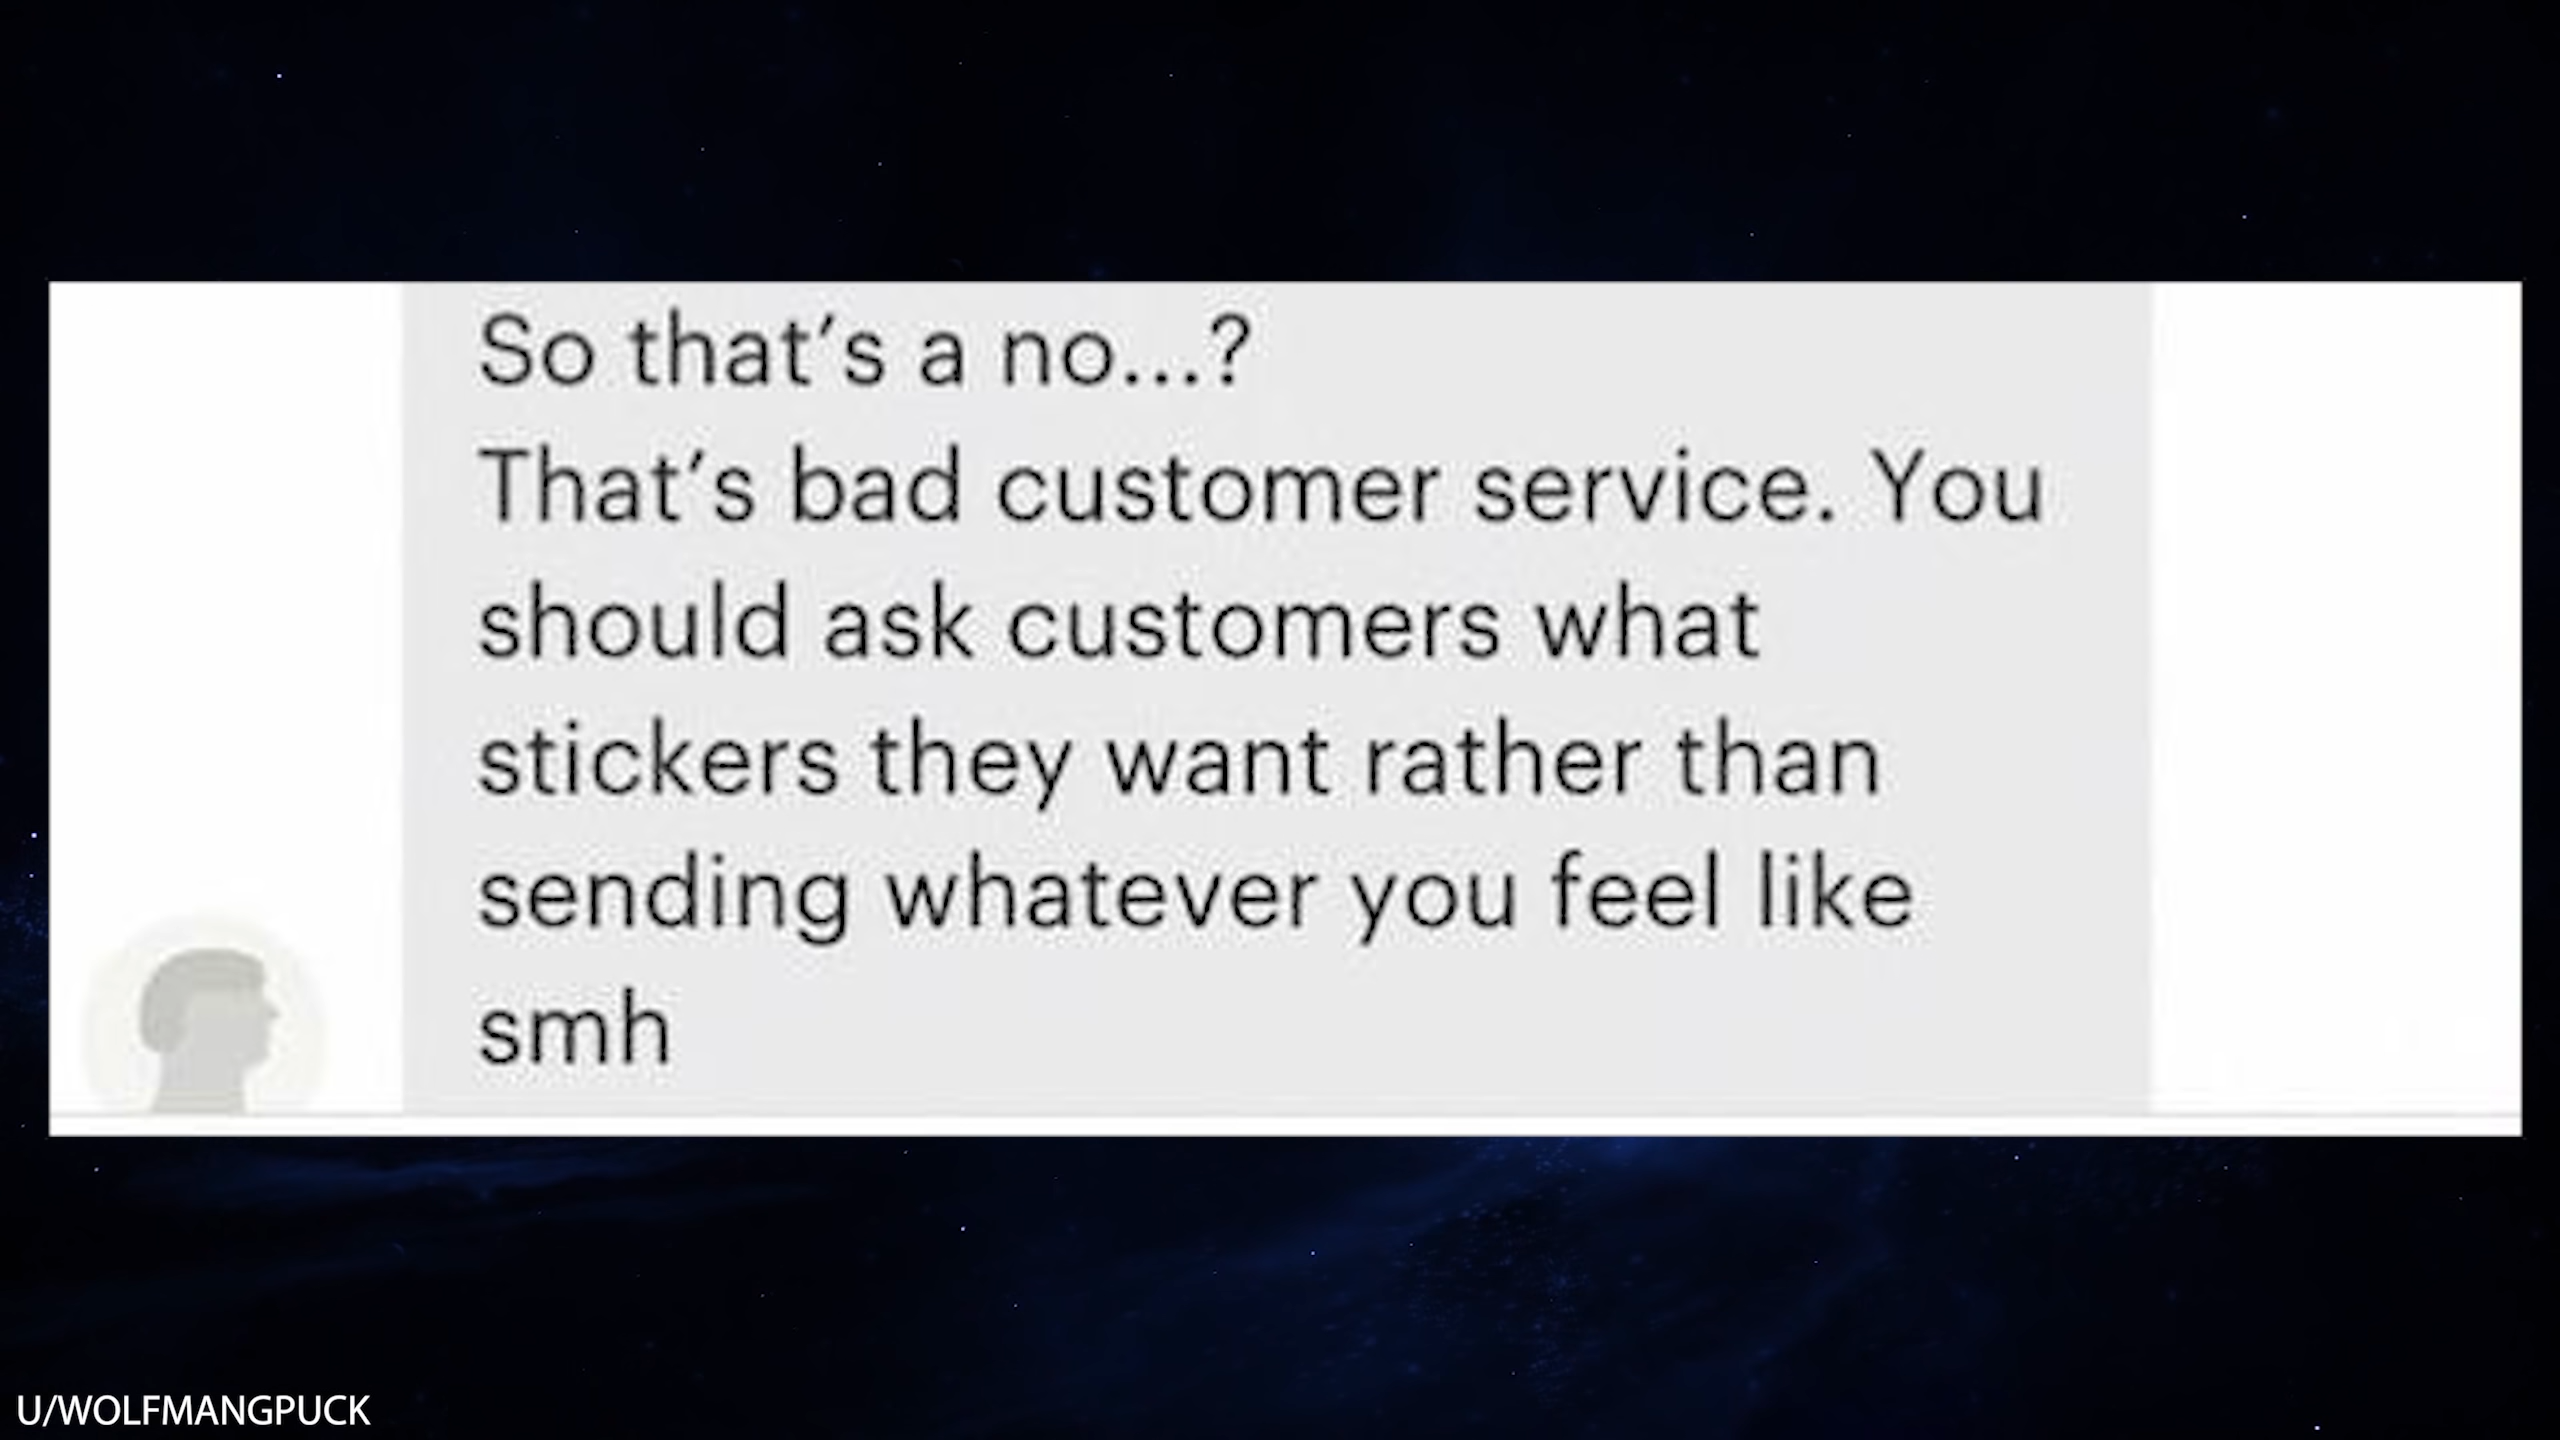 So that’s a no...?
That’s bad customer service. You
should ask customers what
stickers they want rather than
sending whatever you feel like
smh
U/WOLFMANGPUCK